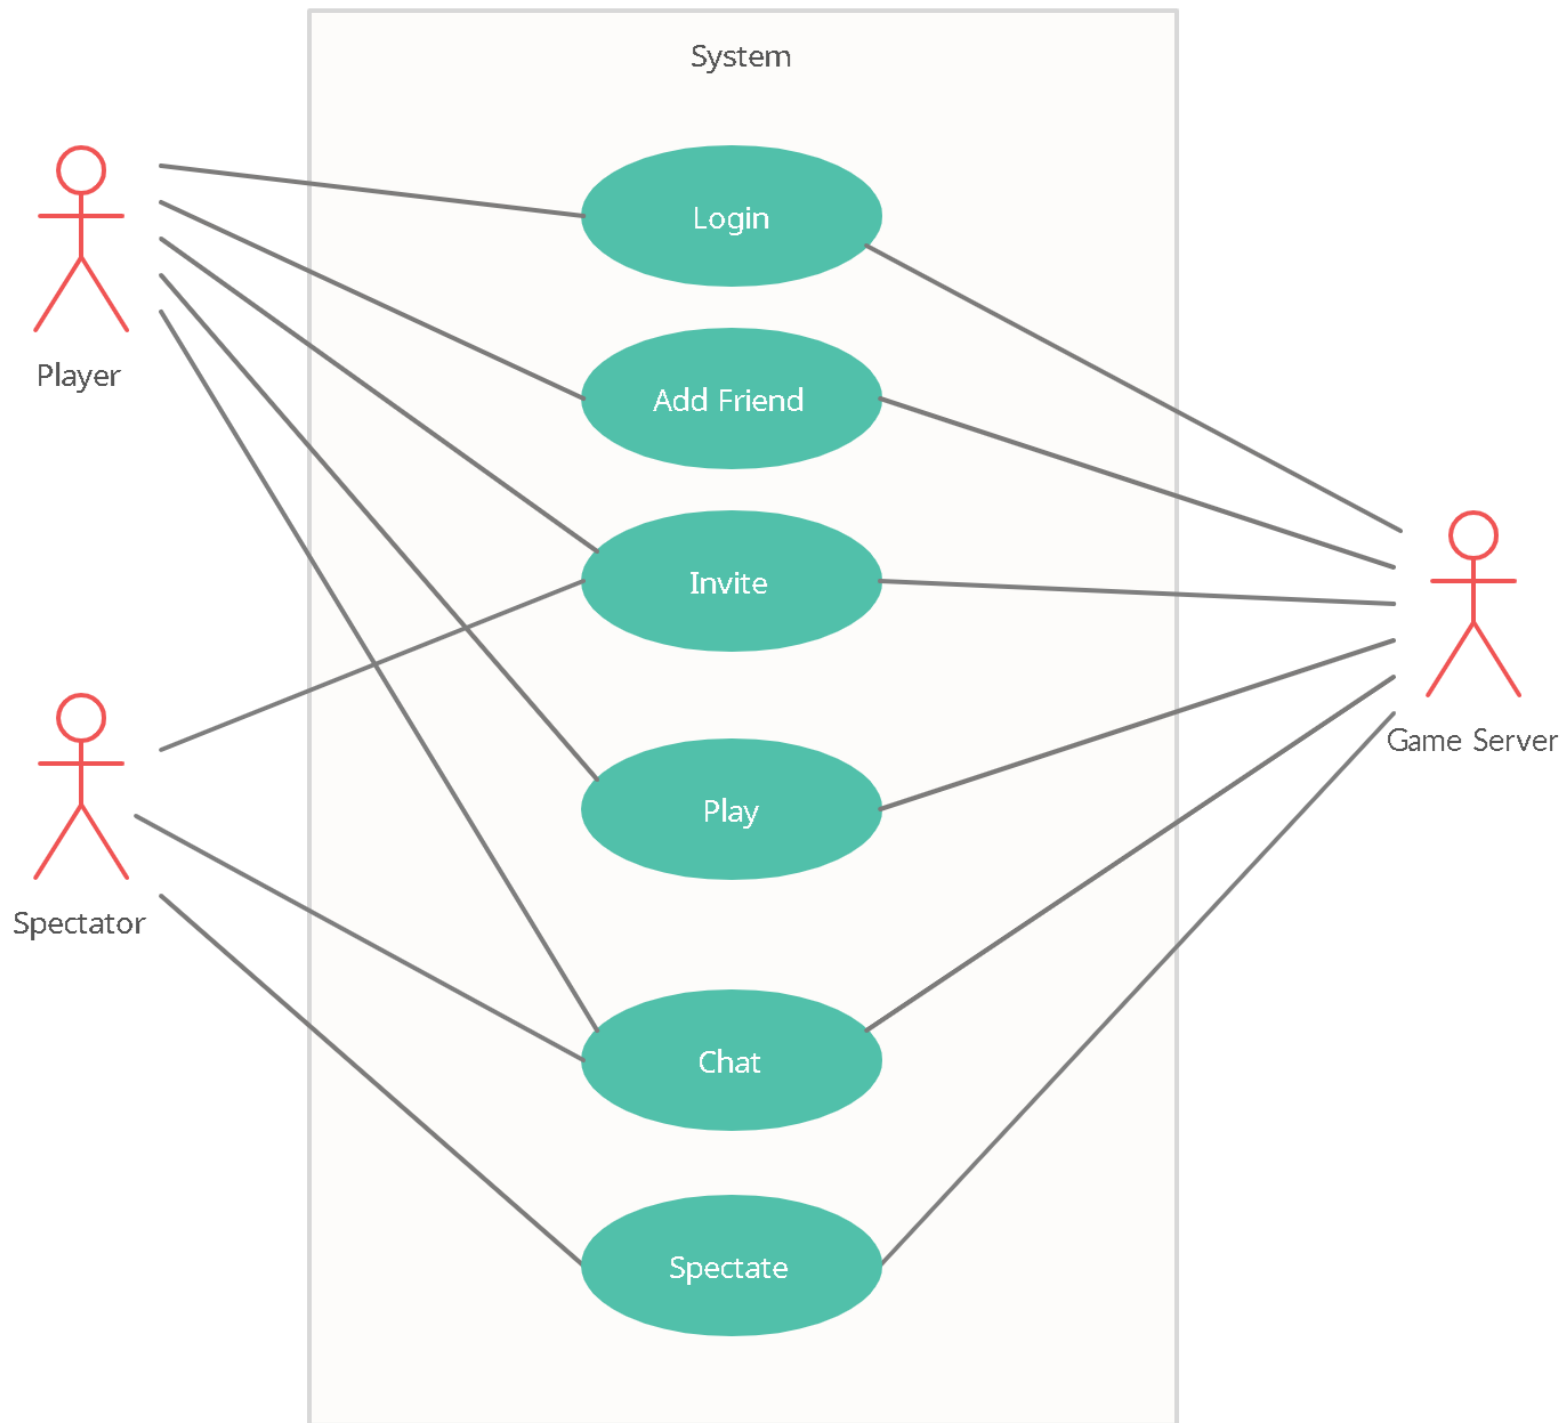 System
Login
Player
Add Friend
Invite
Game Server
Play
Spectator
Chat
Spectate